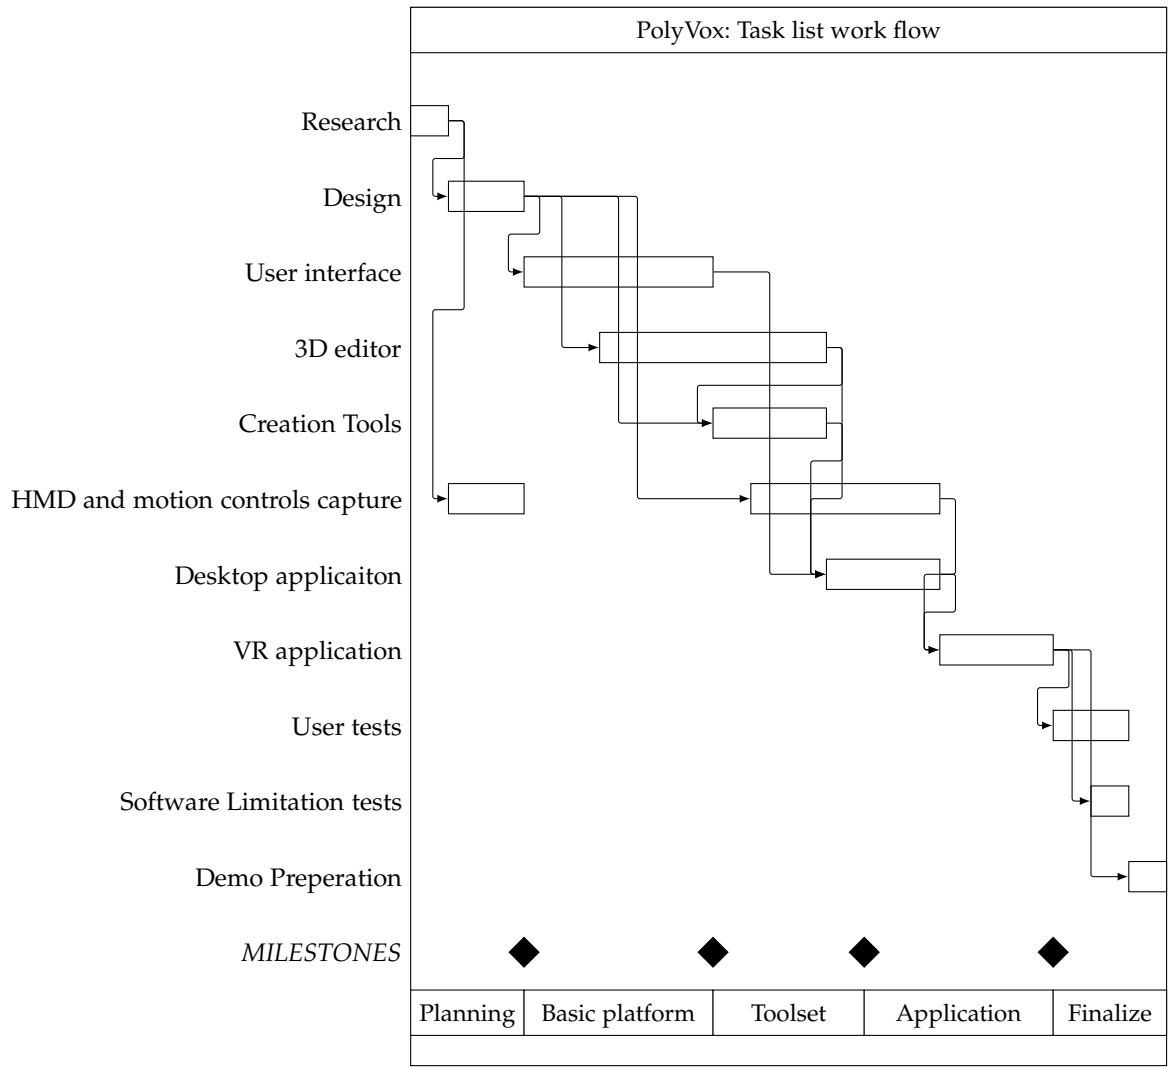 PolyVox: Task list work flow
Research
Design
User interface
3D editor
Creation Tools
HMD and motion controls capture
Desktop applicaiton
VR application
User tests
Software Limitation tests
Demo Preperation
MILESTONES
Planning Basic platform Toolset Application Finalize